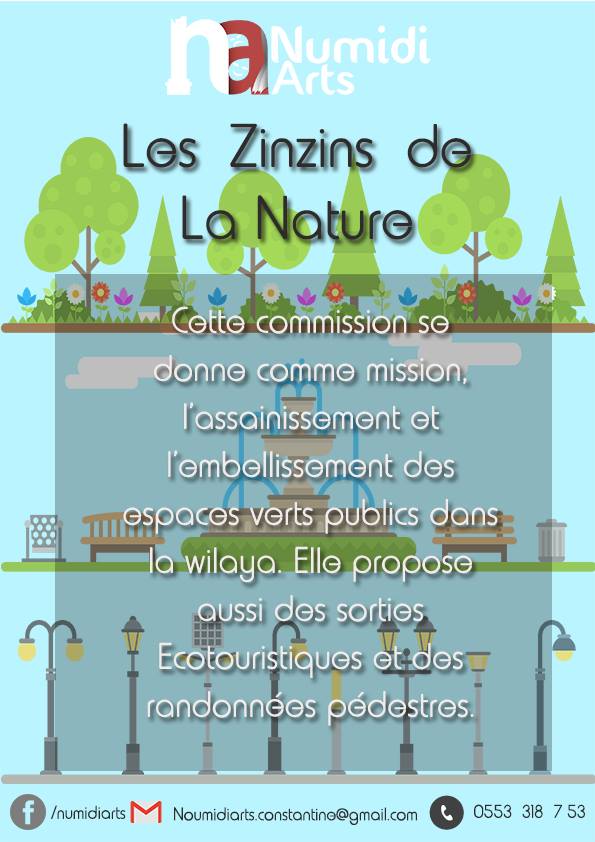 na Numidi
Arts
Les Zinzins de
La Nature
Cette commission se
donne comme mission,
l'assainissement et
l'embellissement des
espaces verts publics dans
la wilaya. Elle propose
aussi des sorties
Ecotouristiques et des
randonnées pédestres.
/numidiarts Noumidiarts.constantine@gmail.com 0553 318 7 53